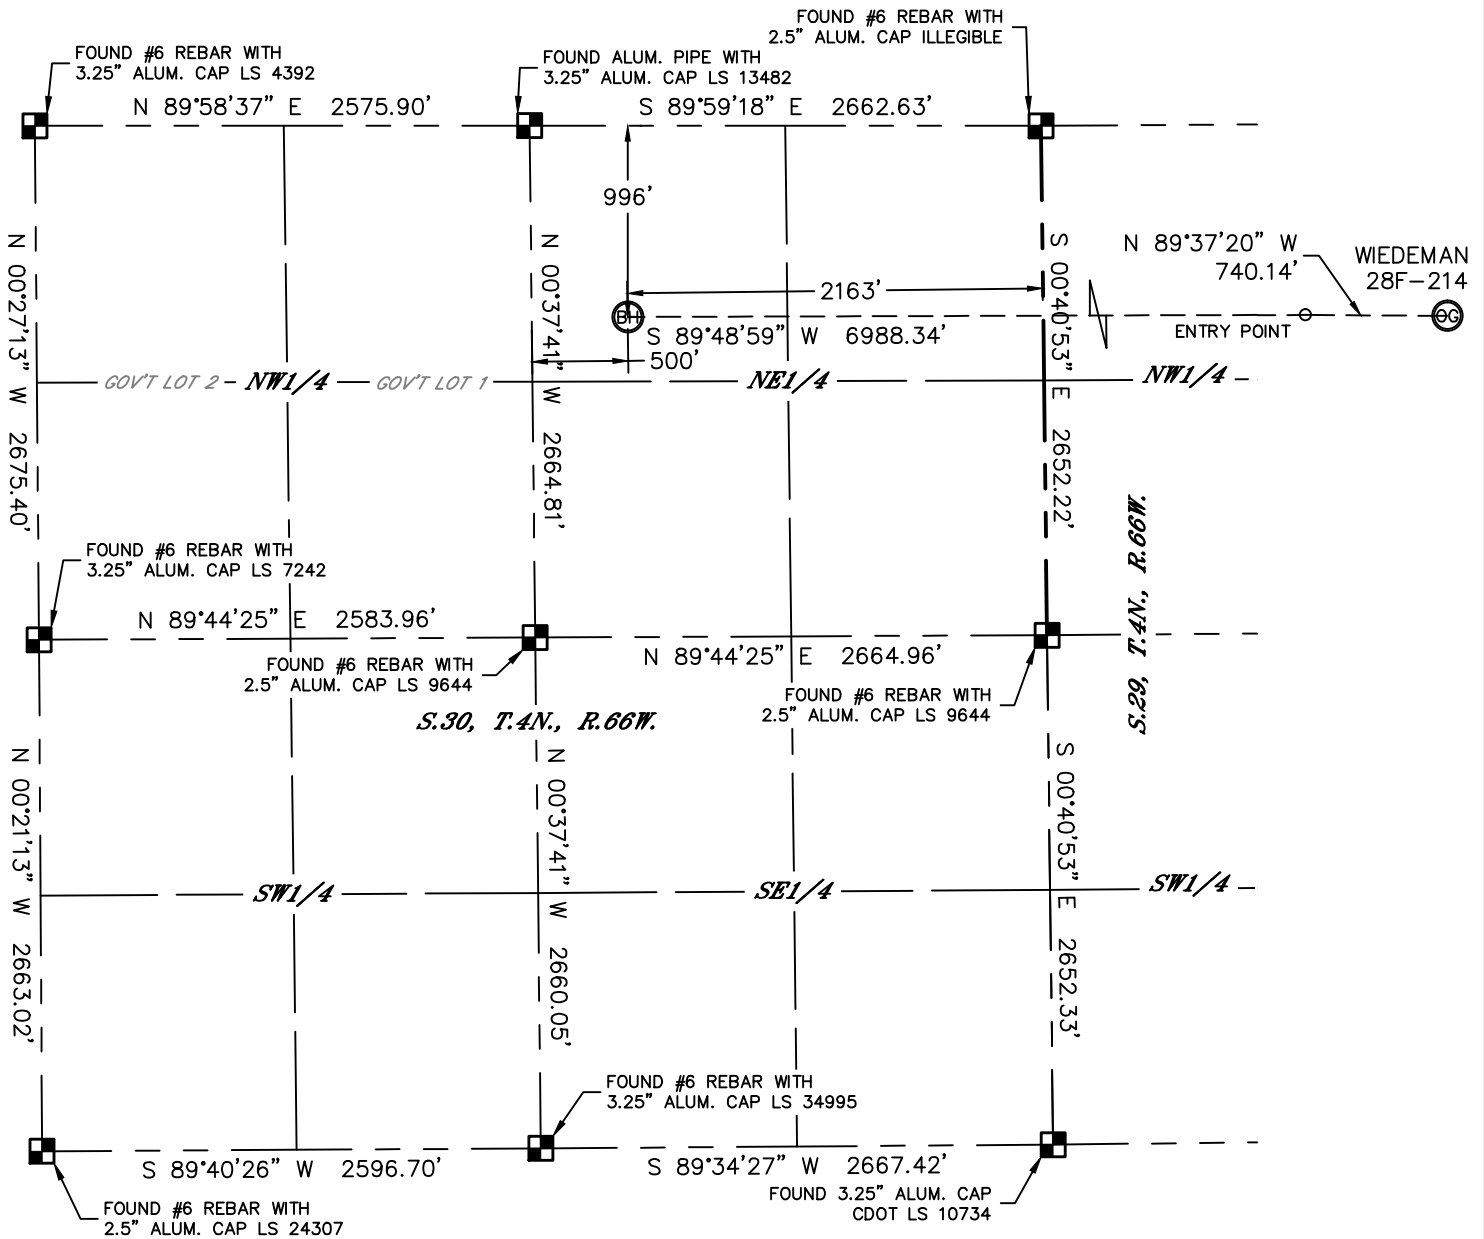 FOUND #6 REBAR WITH
2.5" ALUM. CAP ILLEGIBLE
FOUND #6 REBAR WITH
3.25" ALUM. CAP LS 4392
FOUND ALUM. PIPE WITH
3.25" ALUM. CAP LS 13482
N 89°58'37" E 2575.90'
S 89°59'18" E 2662.63'
996'
N 00°27'13" W 2675.40'
N 00°37'41" W 2664.81'
S 00°40'53" E 2652.22'
N 89°37'20" W
740.14'
WIEDEMAN
28F-214
2163'
BH
OG
S 89°48'59" W 6988.34'
ENTRY POINT
500'
GOV'T LOT 2
NW1/4
GOV'T LOT 1
NE1/4
NW1/4
S.29, T.4N., R.66W.
FOUND #6 REBAR WITH
3.25" ALUM. CAP LS 7242
N 89°44'25" E 2583.96'
N 89°44'25" E 2664.96'
FOUND #6 REBAR WITH
2.5" ALUM. CAP LS 9644
FOUND #6 REBAR WITH
2.5" ALUM. CAP LS 9644
S.30, T.4N., R.66W.
N 00°21'13" W 2663.02'
N 00°37'41" W 2660.05'
S 00°40'53" E 2652.33'
SW1/4
SE1/4
SW1/4
FOUND #6 REBAR WITH
3.25" ALUM. CAP LS 34995
S 89°40'26" W 2596.70'
S 89°34'27" W 2667.42'
FOUND #6 REBAR WITH
2.5" ALUM. CAP LS 24307
FOUND 3.25" ALUM. CAP
CDOT LS 10734